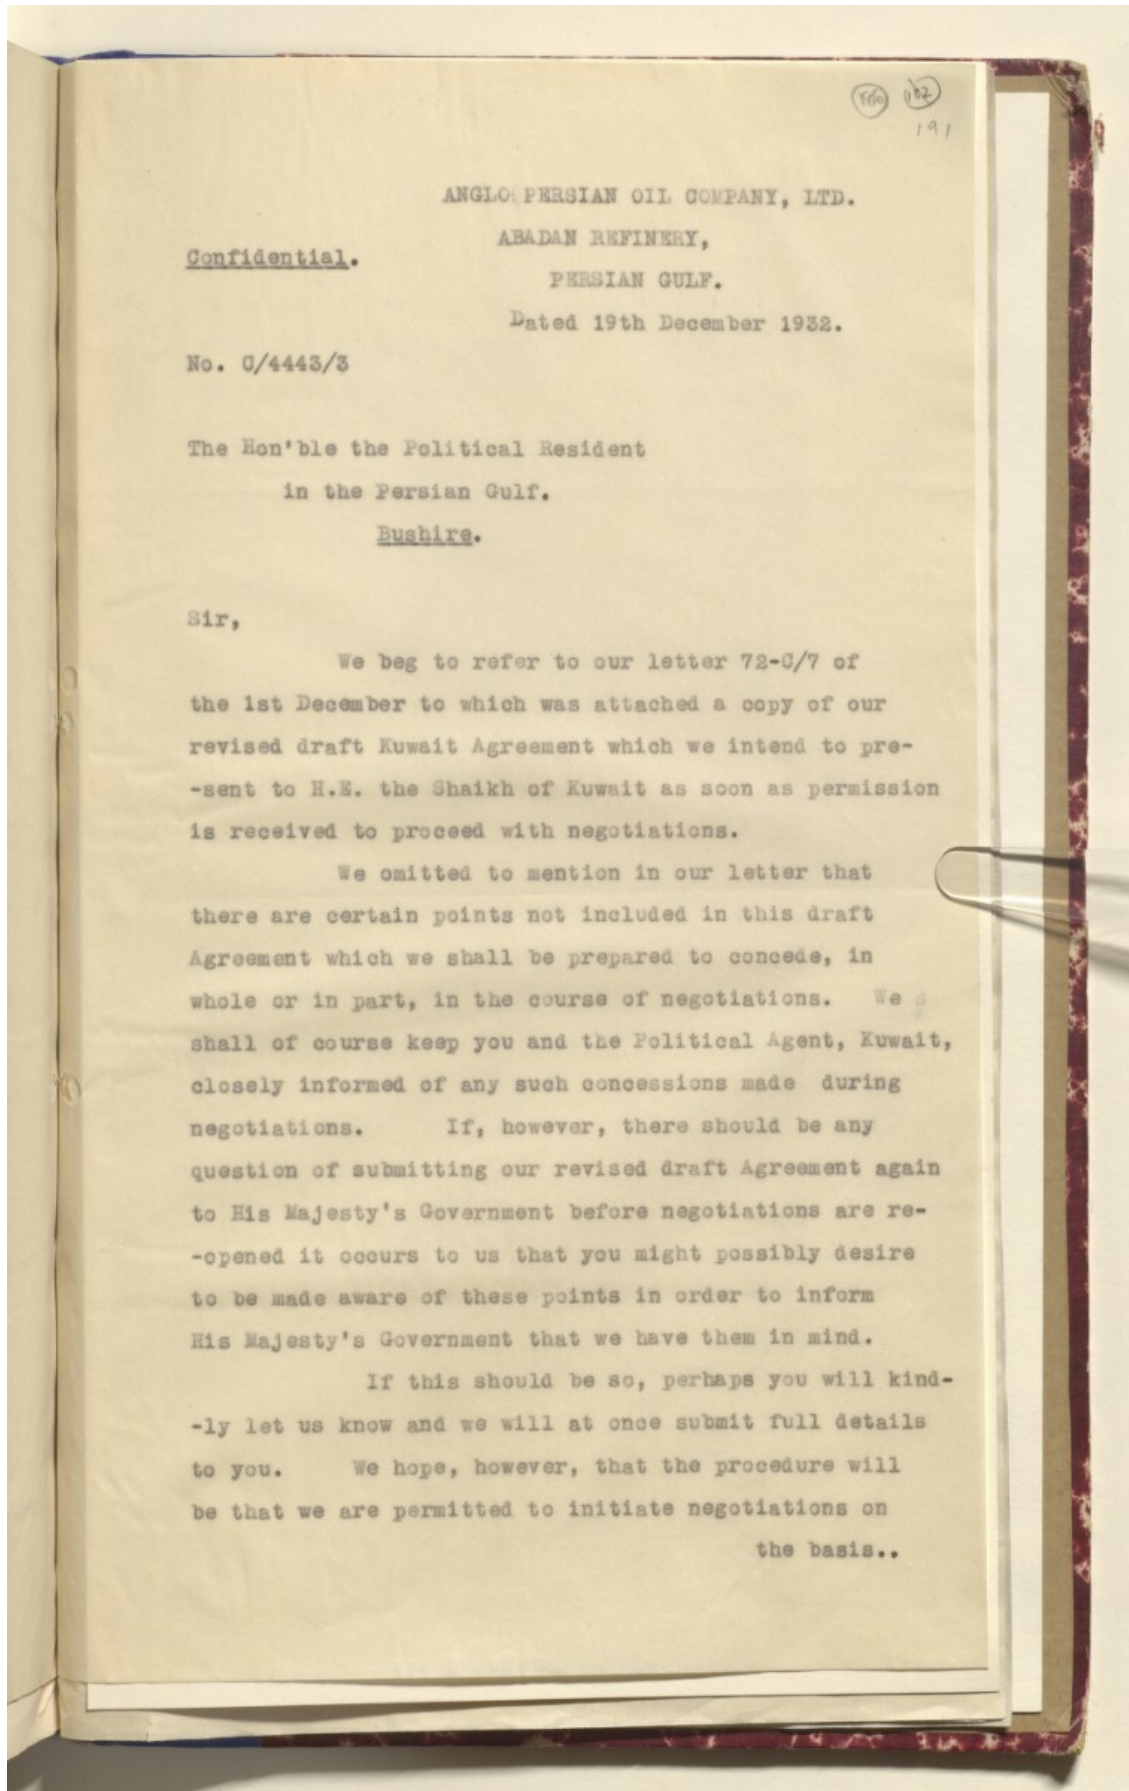 102
191
ANGLO PERSIAN OIL COMPANY, LTD.
ABADAN REFINERY,
Confidential.
PERSIAN GULF.
Dated 19th December 1932.
No. C/4443/3
The Hon'ble the Political Resident
in the Persian Gulf.
Bushire.
Sir,
We beg to refer to our letter 72-C/7 of
the 1st December to which was attached a copy of our
revised draft Kuwait Agreement which we intend to pre-
-sent to H.E. the Shaikh of Kuwait as soon as permission
is received to proceed with negotiations.
We omitted to mention in our letter that
there are certain points not included in this draft
Agreement which we shall be prepared to concede, in
whole or in part, in the course of negotiations. We s
shall of course keep you and the Political Agent, Kuwait,
closely informed of any such concessions made during
negotiations. If, however, there should be any
question of submitting our revised draft Agreement again
to His Majesty's Government before negotiations are re-
-opened it occurs to us that you might possibly desire
to be made aware of these points in order to inform
His Majesty's Government that we have them in mind.
If this should be so, perhaps you will kind-
-ly let us know and we will at once submit full details
to you. We hope, however, that the procedure will
be that we are permitted to initiate negotiations on
the basis..